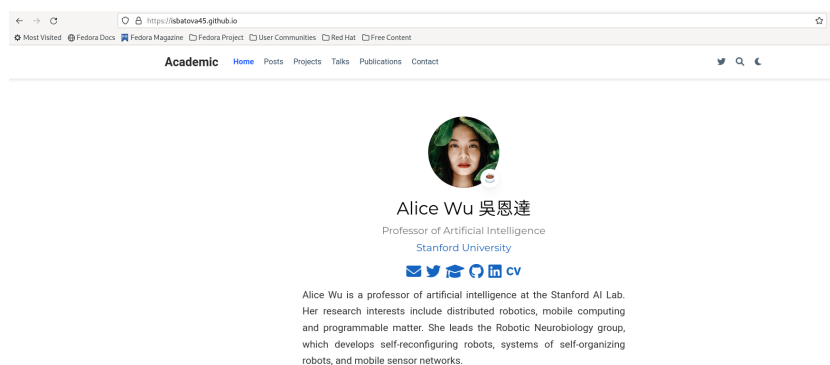 https://isbatova45.github.io
Most Visited Fedora Docs Fedora Magazine Fedora Project User Communities Red Hat Free Content
Academic Home Posts Projects Talks Publications Contact
Alice Wu 吳恩達
Professor of Artificial Intelligence
Stanford University
CV
Alice Wu is a professor of artificial intelligence at the Stanford AI Lab.
Her research interests include distributed robotics, mobile computing
and programmable matter. She leads the Robotic Neurobiology group,
which develops self-reconfiguring robots, systems of self-organizing
robots, and mobile sensor networks.